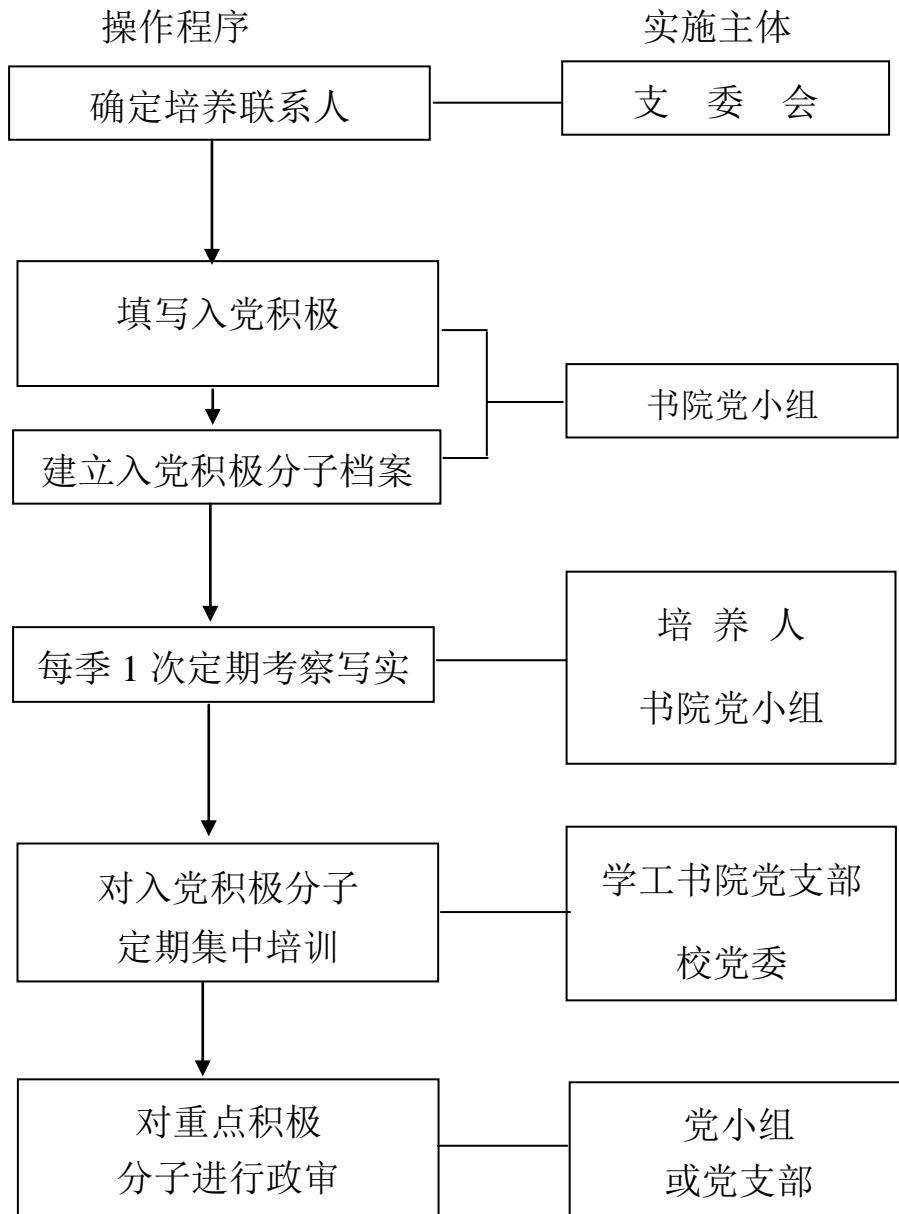 操作程序
实施主体
确定培养联系人
支 委 会
填写入党积极
书院党小组
建立入党积极分子档案
每季 1 次定期考察写实
培 养 人
书院党小组
对入党积极分子
定期集中培训
学工书院党支部
校党委
对重点积极
分子进行政审
党小组
或党支部